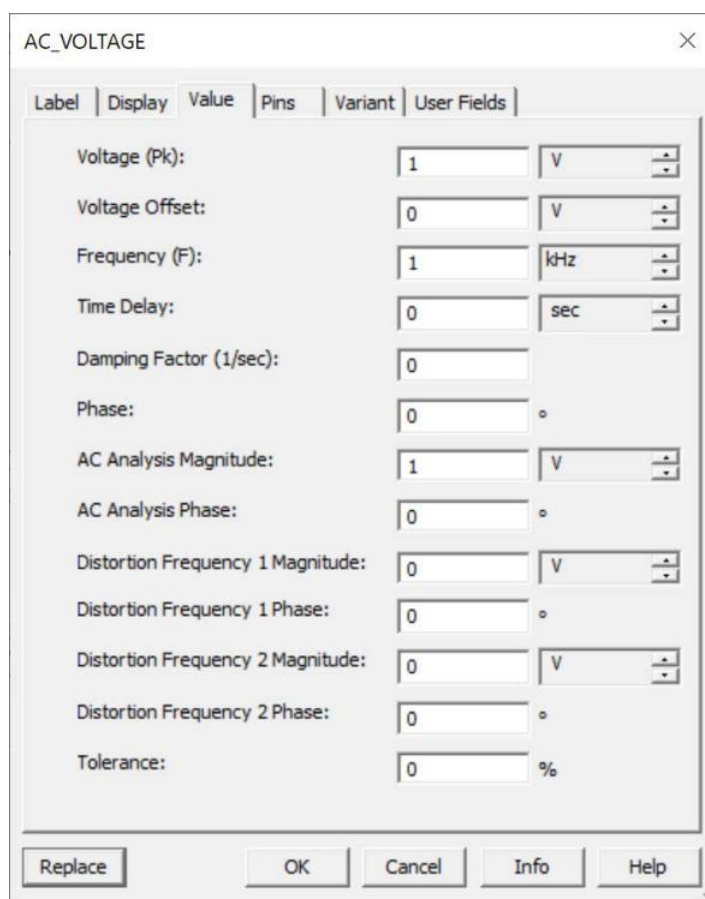 AC_VOLTAGE
Label Display Value Pins Variant User Fields
Voltage (Pk): 1 V
Voltage Offset: 0 V
Frequency (F): 1 kHz
Time Delay: 0 sec
Damping Factor (1/sec): 0
Phase: 0 °
AC Analysis Magnitude: 1 V
AC Analysis Phase: 0 °
Distortion Frequency 1 Magnitude: 0 V
Distortion Frequency 1 Phase: 0 °
Distortion Frequency 2 Magnitude: 0 V
Distortion Frequency 2 Phase: 0 °
Tolerance: 0 %
Replace OK Cancel Info Help